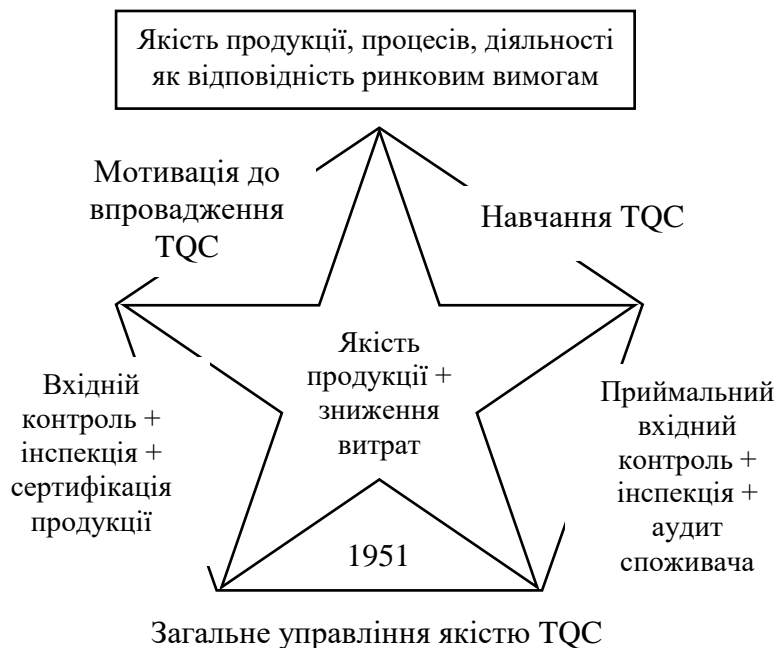 Якість продукції, процесів, діяльності
як відповідність ринковим вимогам
Мотивація до
впровадження
TQC
Навчання TQC
Якість
продукції +
зниження
витрат
Вхідній
контроль +
інспекція +
сертифікація
продукції
Приймальний
вхідний
контроль +
інспекція +
аудит
споживача
1951
Загальне управління якістю TQC